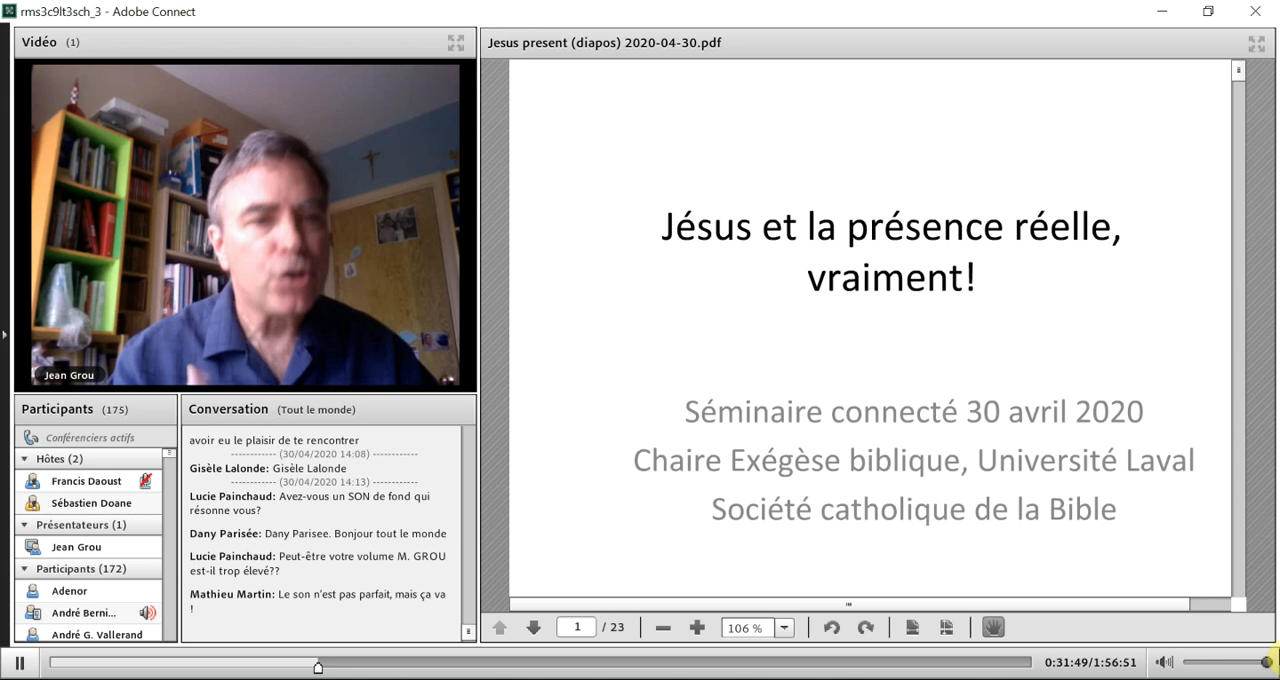 rms3c9lt3sch_3 - Adobe Connect
Vidéo (1)
Jean Grou
Participants (175)
Conférenciers actifs
Hôtes (2)
Francis Daoust
Sébastien Doane
Présentateurs (1)
Jean Grou
Participants (172)
Adenor
André Berni...
André G. Vallerand
Conversation (Tout le monde)
avoir eu le plaisir de te rencontrer
------------ (30/04/2020 14:08) ------------
Gisèle Lalonde: Gisèle Lalonde
------------ (30/04/2020 14:13) ------------
Lucie Painchaud: Avez-vous un SON de fond qui
résonne vous?
Dany Parisée: Dany Parisee. Bonjour tout le monde
Lucie Painchaud: Peut-être votre volume M. GROU
est-il trop élevé??
Mathieu Martin: Le son n'est pas parfait, mais ça va
!
Jesus present (diapos) 2020-04-30.pdf
Jésus et la présence réelle,
vraiment!
Séminaire connecté 30 avril 2020
Chaire Exégèse biblique, Université Laval
Société catholique de la Bible
1 / 23
106 %
0:31:49/1:56:51